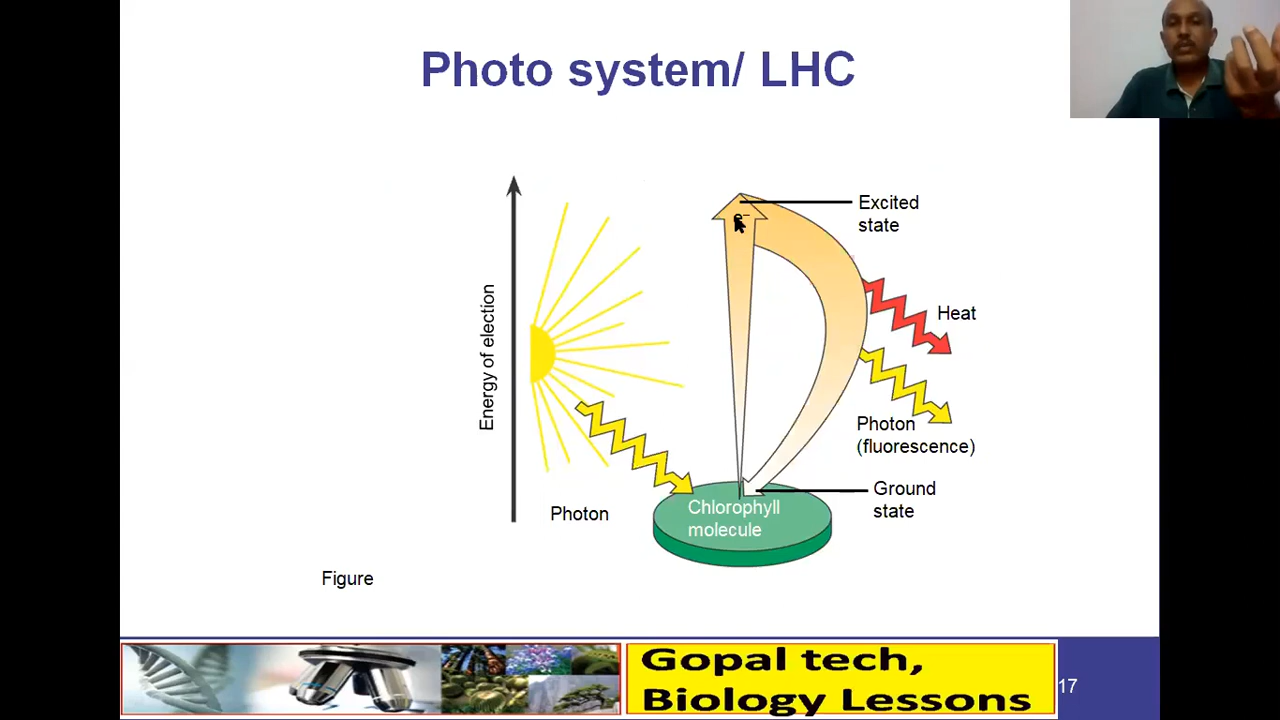 Photo system/ LHC
Excited
state
e–
Energy of election
Heat
Photon
(fluorescence)
Ground
state
Chlorophyll
molecule
Photon
Figure
Gopal tech,
Biology Lessons
17